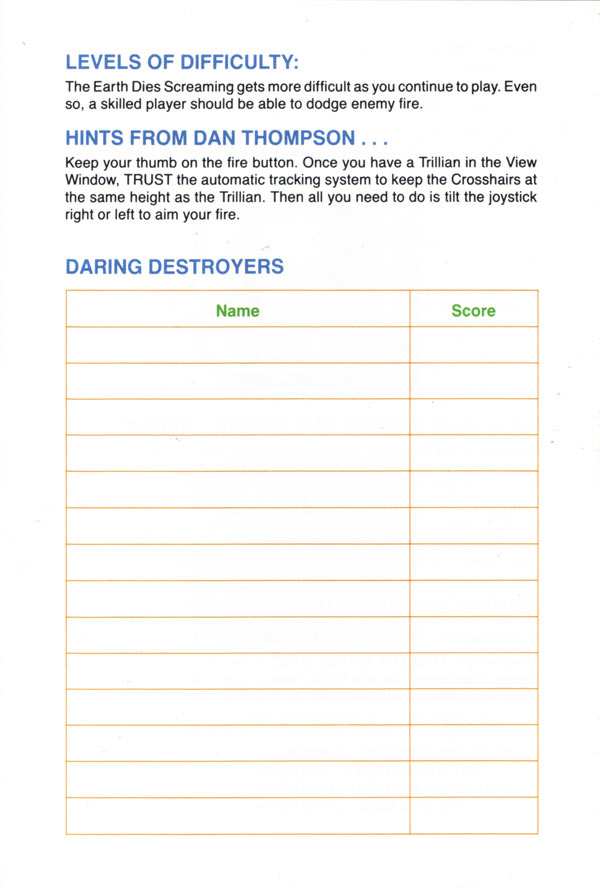 LEVELS OF DIFFICULTY:
The Earth Dies Screaming gets more difficult as you continue to play. Even
so, a skilled player should be able to dodge enemy fire.
HINTS FROM DAN THOMPSON . . .
Keep your thumb on the fire button. Once you have a Trillian in the View
Window, TRUST the automatic tracking system to keep the Crosshairs at
the same height as the Trillian. Then all you need to do is tilt the joystick
right or left to aim your fire.
DARING DESTROYERS
Name Score